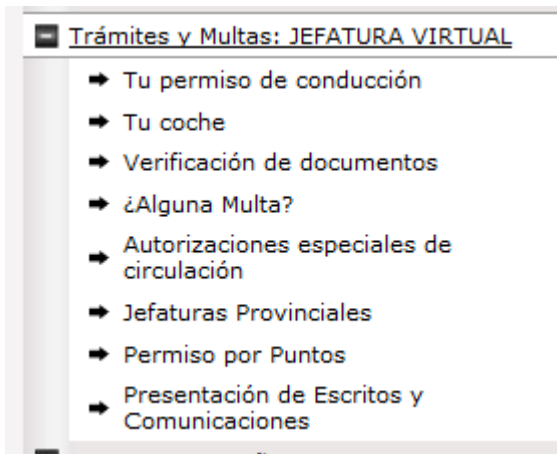 Trámites y Multas: JEFATURA VIRTUAL
Tu permiso de conducción
Tu coche
Verificación de documentos
¿Alguna Multa?
Autorizaciones especiales de
circulación
Jefaturas Provinciales
Permiso por Puntos
Presentación de Escritos y
Comunicaciones